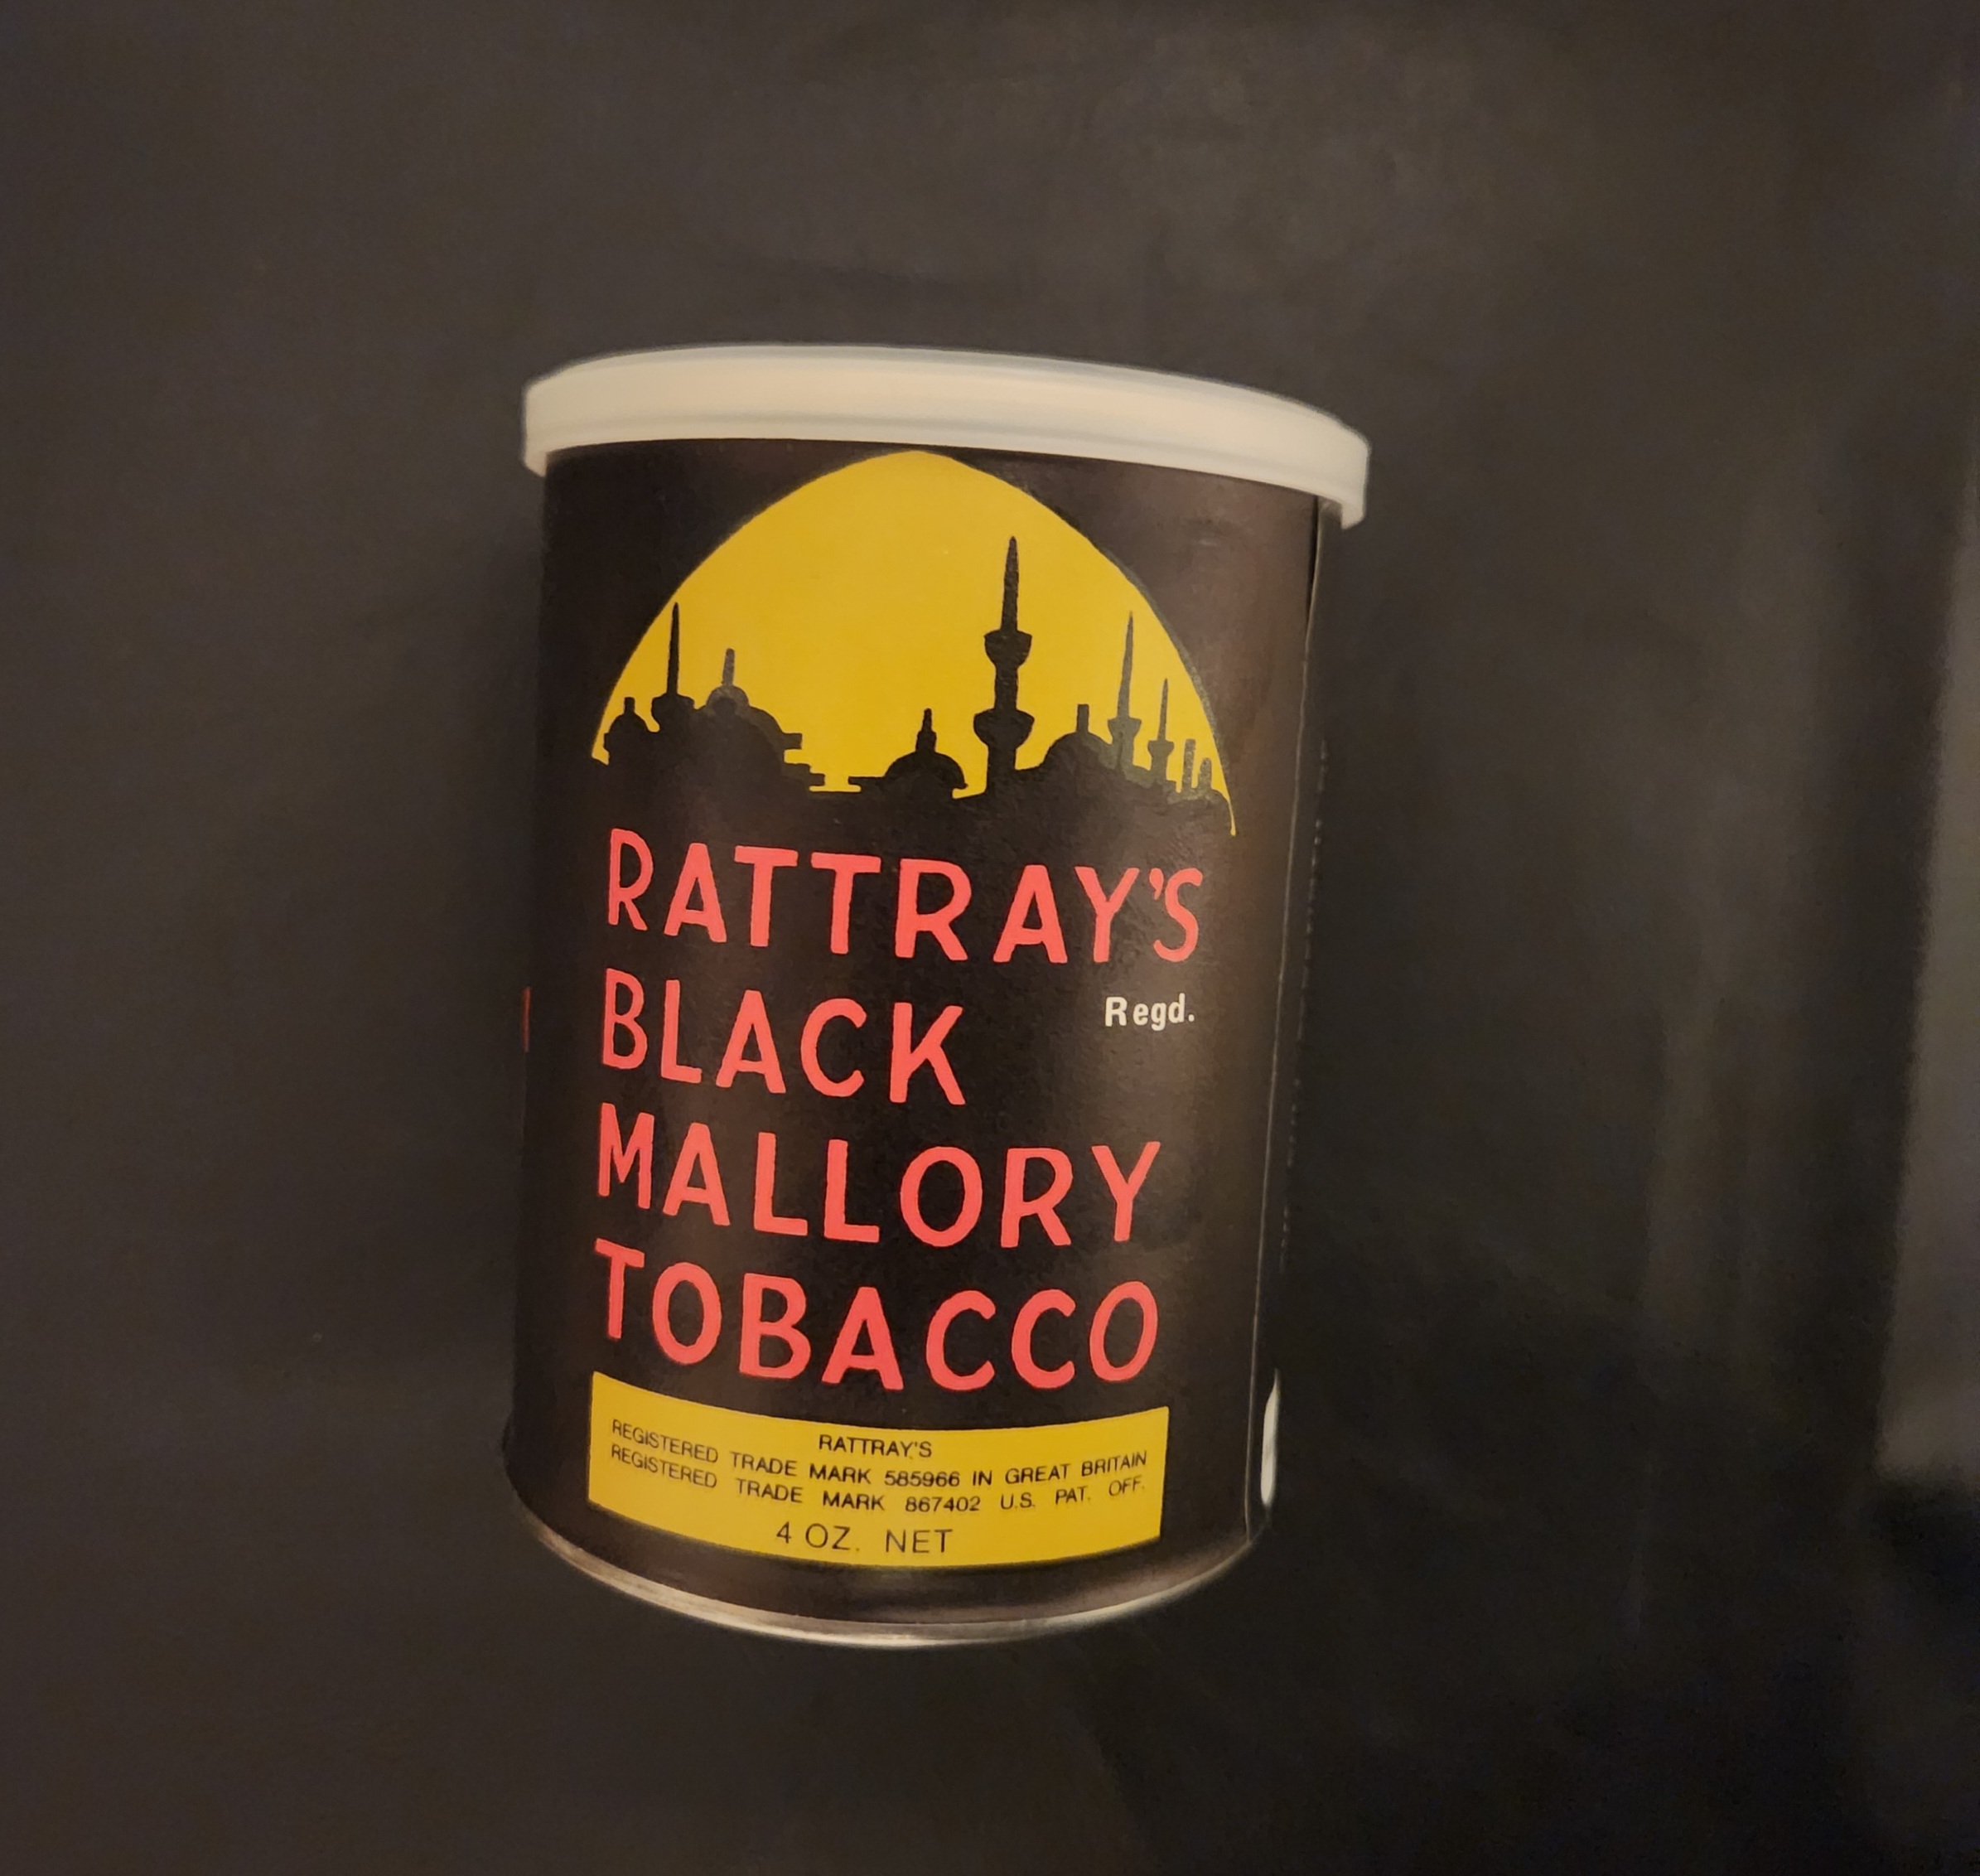 RATTRAY'S
BLACK Regd.
MALLORY
TOBACCO
RATTRAY'S
REGISTERED TRADE MARK 585966 IN GREAT BRITAIN
REGISTERED TRADE MARK 867402 U.S. PAT. OFF.
4 OZ. NET